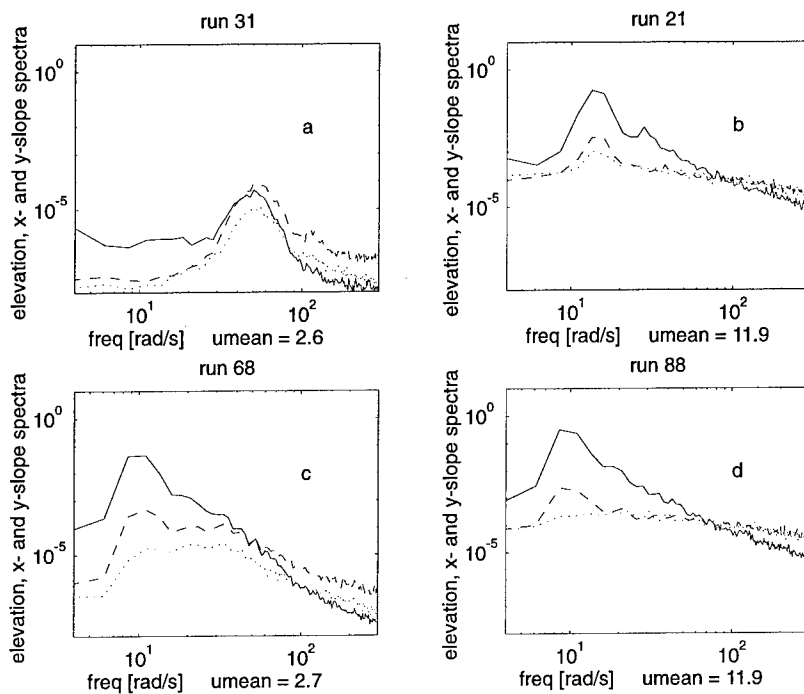 run 31
elevation, x- and y-slope spectra
10^0
10^-5
a
10^1
10^2
freq [rad/s] umean = 2.6
run 21
elevation, x- and y-slope spectra
10^0
10^-5
b
10^1
10^2
freq [rad/s] umean = 11.9
run 68
elevation, x- and y-slope spectra
10^0
10^-5
c
10^1
10^2
freq [rad/s] umean = 2.7
run 88
elevation, x- and y-slope spectra
10^0
10^-5
d
10^1
10^2
freq [rad/s] umean = 11.9